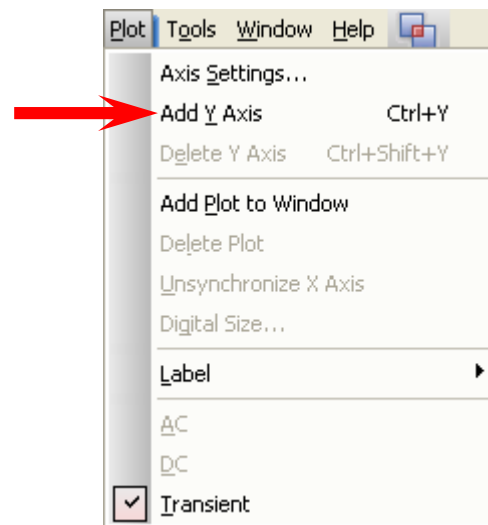 Plot Tools Window Help
Axis Settings...
Add Y Axis Ctrl+Y
Delete Y Axis Ctrl+Shift+Y
Add Plot to Window
Delete Plot
Unsynchronize X Axis
Digital Size...
Label
AC
DC
Transient